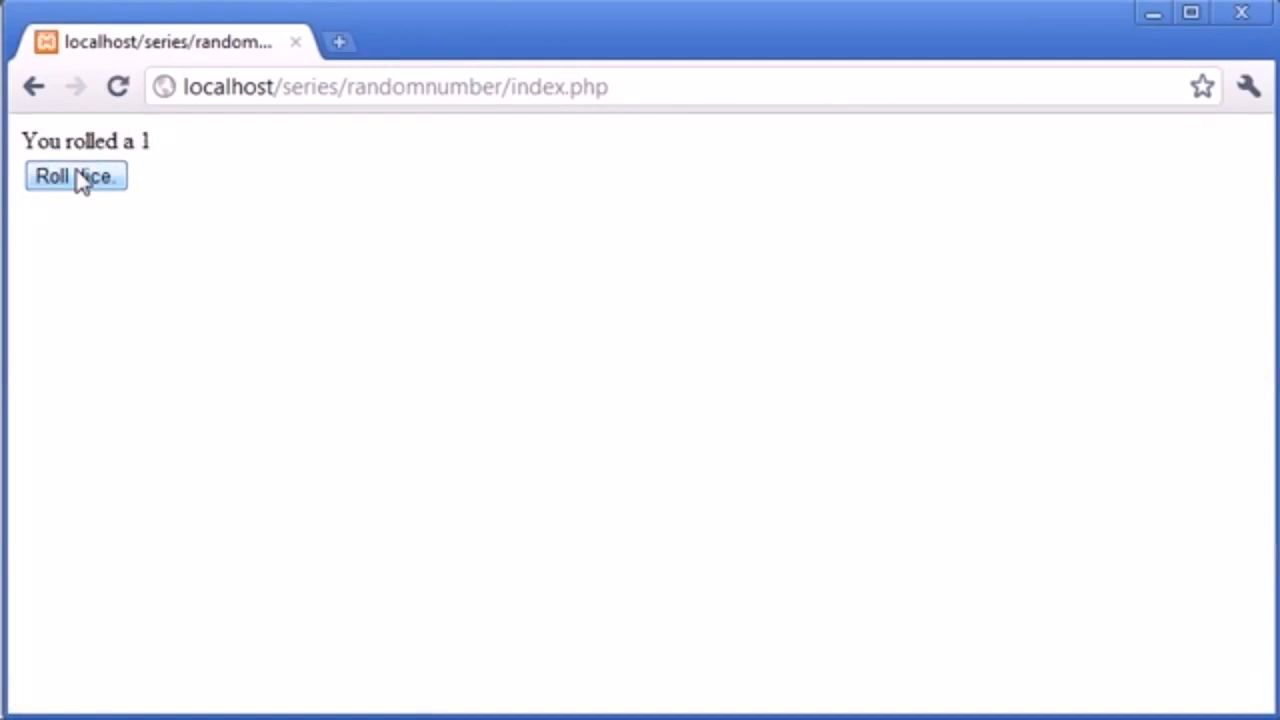 localhost/series/random...
localhost/series/randomnumber/index.php
You rolled a 1
Roll